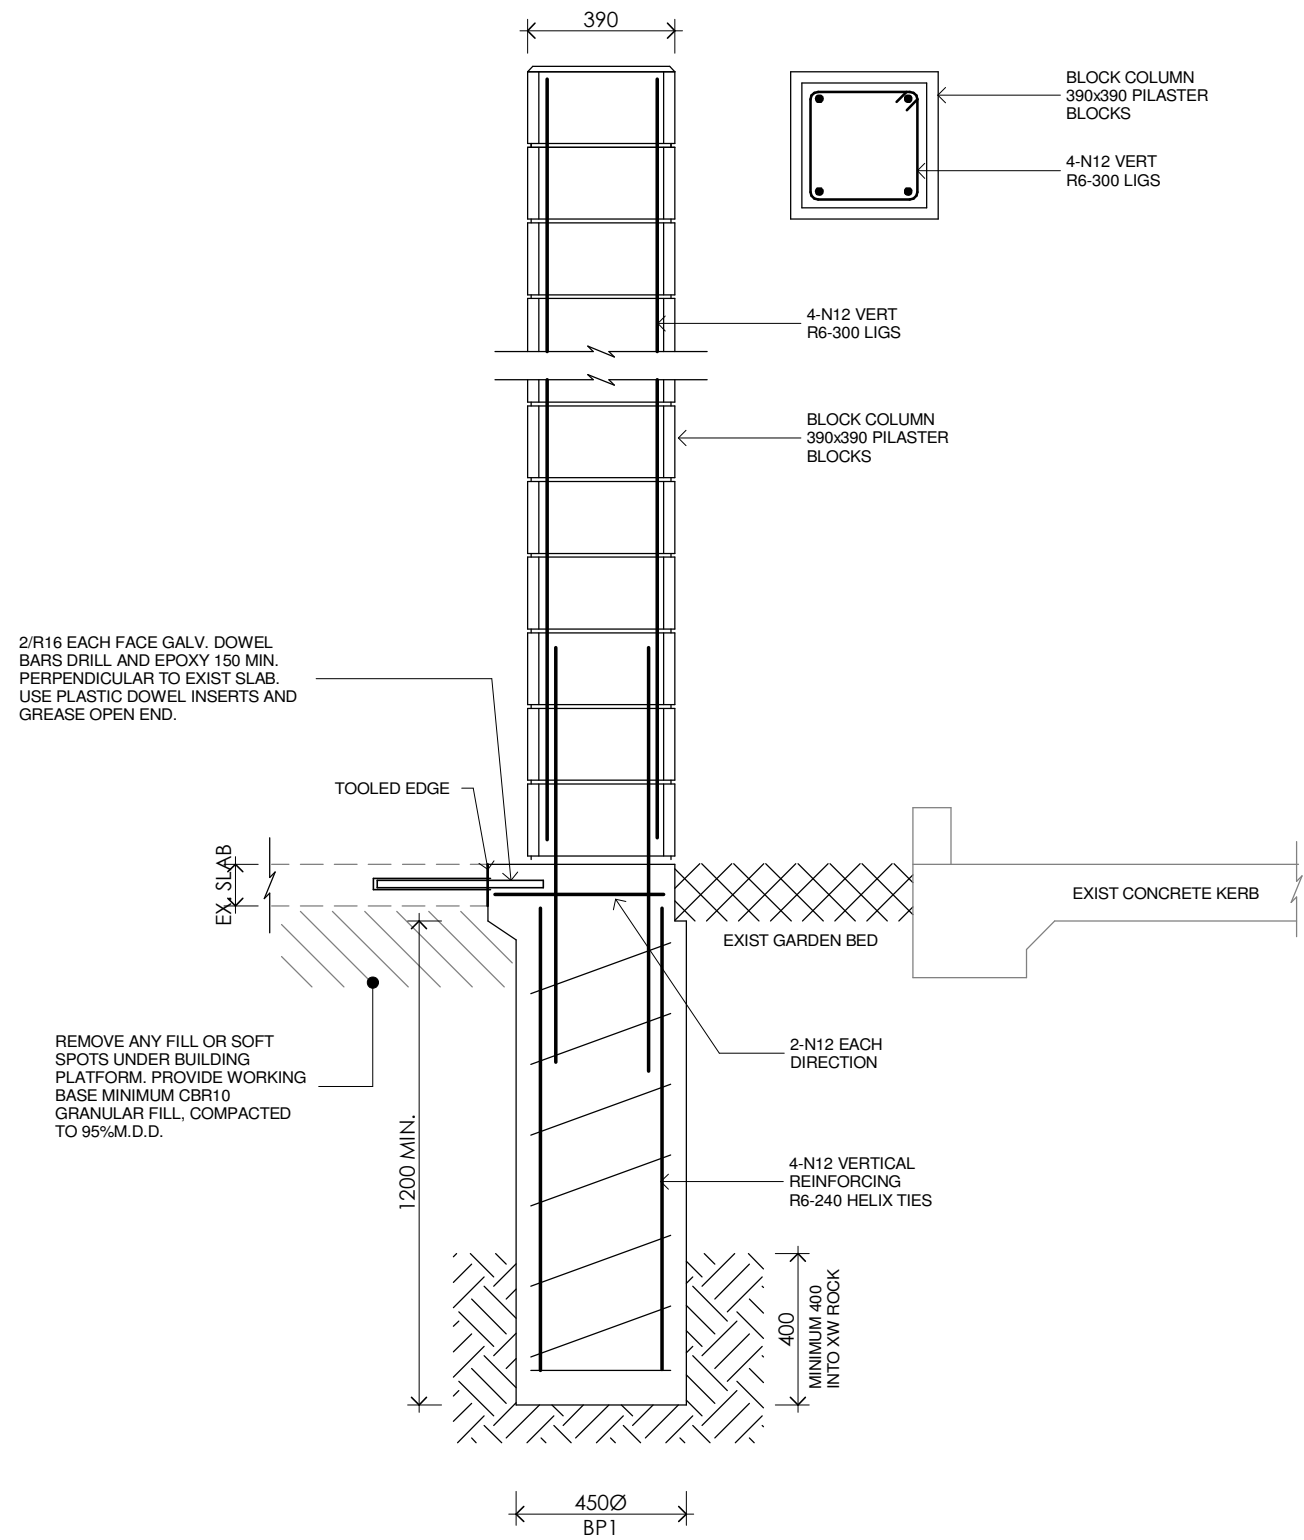 390
BLOCK COLUMN
390x390 PILASTER
BLOCKS
4-N12 VERT
R6-300 LIGS
4-N12 VERT
R6-300 LIGS
BLOCK COLUMN
390x390 PILASTER
BLOCKS
2/R16 EACH FACE GALV. DOWEL
BARS DRILL AND EPOXY 150 MIN.
PERPENDICULAR TO EXIST SLAB.
USE PLASTIC DOWEL INSERTS AND
GREASE OPEN END.
TOOLED EDGE
EX SLAB
EXIST CONCRETE KERB
EXIST GARDEN BED
REMOVE ANY FILL OR SOFT
SPOTS UNDER BUILDING
PLATFORM. PROVIDE WORKING
BASE MINIMUM CBR10
GRANULAR FILL, COMPACTED
TO 95%M.D.D.
2-N12 EACH
DIRECTION
1200 MIN.
4-N12 VERTICAL
REINFORCING
R6-240 HELIX TIES
400
MINIMUM 400
INTO XW ROCK
450Ø
BP1